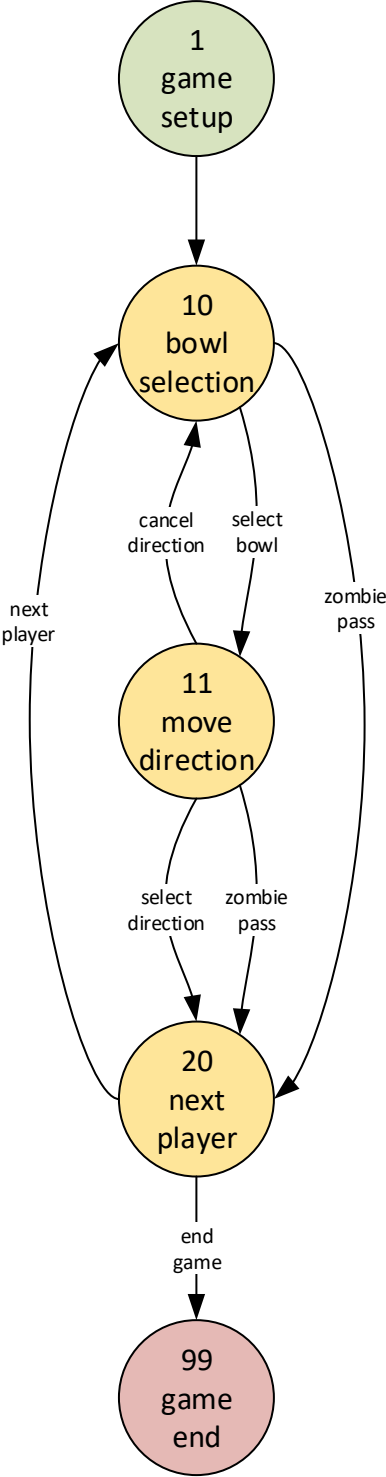 1
game
setup
10
bowl
selection
cancel
direction
select
bowl
zombie
pass
next
player
11
move
direction
select
direction
zombie
pass
20
next
player
end
game
99
game
end